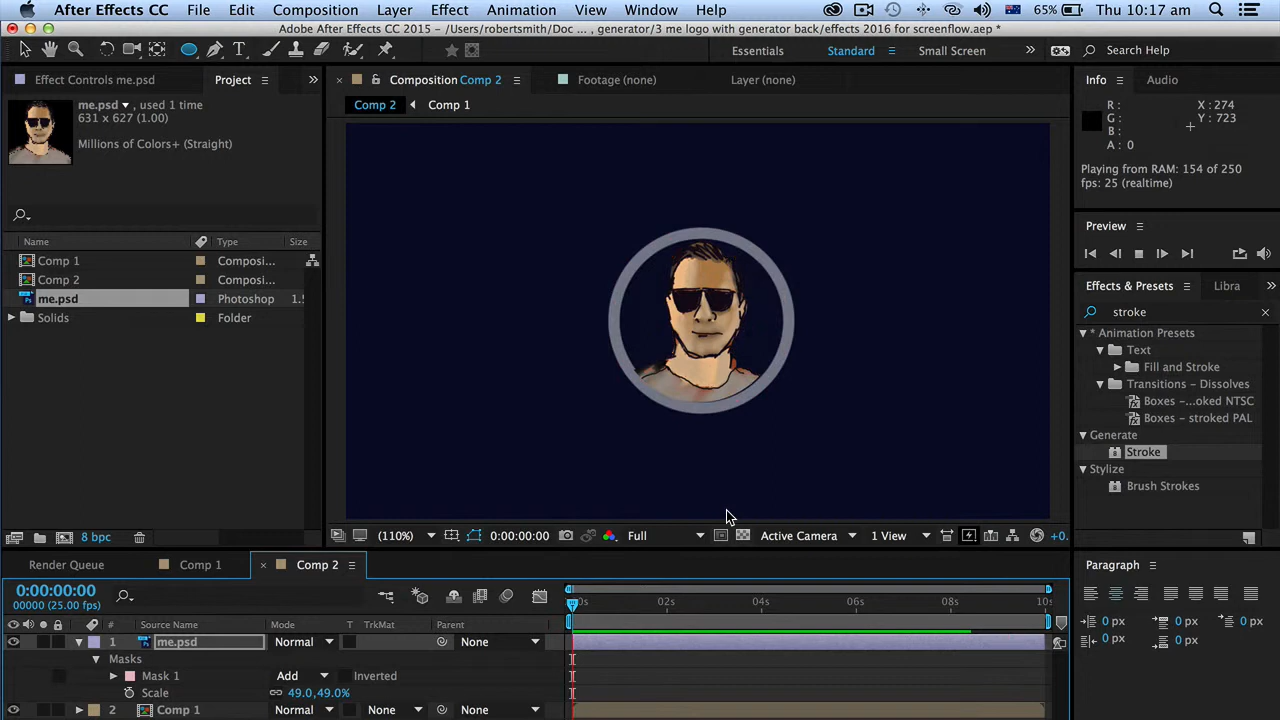 After Effects CC File Edit Composition Layer Effect Animation View Window Help 65% Thu 10:17 am
Adobe After Effects CC 2015 - /Users/robertsmith/Doc ... , generator/3 me logo with generator back/effects 2016 for screenflow.aep *
Essentials Standard Small Screen Search Help
Effect Controls me.psd Project
Composition Comp 2 Footage (none) Layer (none)
Info Audio
me.psd , used 1 time
631 x 627 (1.00)
Millions of Colors+ (Straight)
Comp 2 Comp 1
R : X : 274
G : Y : 723
B :
A : 0
Playing from RAM: 154 of 250
fps: 25 (realtime)
Preview
Name Type Size
Comp 1 Composi...
Comp 2 Composi...
me.psd Photoshop 1.5
Solids Folder
Effects & Presets Libra
stroke
* Animation Presets
Text
Fill and Stroke
Transitions - Dissolves
Boxes -...oked NTSC
Boxes - stroked PAL
Generate
Stroke
Stylize
Brush Strokes
8 bpc
(110%) 0:00:00:00 Full Active Camera 1 View +0.
Render Queue Comp 1 Comp 2
Paragraph
0:00:00:00
00000 (25.00 fps)
0s 02s 04s 06s 08s 10s
# Source Name Mode T TrkMat Parent
1 me.psd Normal None
Masks
Mask 1 Add Inverted
Scale 49.0,49.0%
2 Comp 1 Normal None None
0 px 0 px 0 px
0 px 0 px